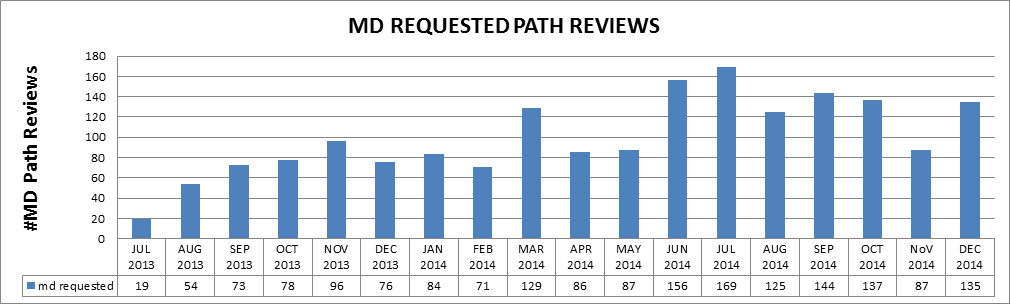 MD REQUESTED PATH REVIEWS
#MD Path Reviews
180
160
140
120
100
80
60
40
20
0
JUL AUG SEP OCT NOV DEC JAN FEB MAR APR MAY JUN JUL AUG SEP OCT NoV DEC
2013 2013 2013 2013 2013 2013 2014 2014 2014 2014 2014 2014 2014 2014 2014 2014 2014 2014
md requested 19 54 73 78 96 76 84 71 129 86 87 156 169 125 144 137 87 135